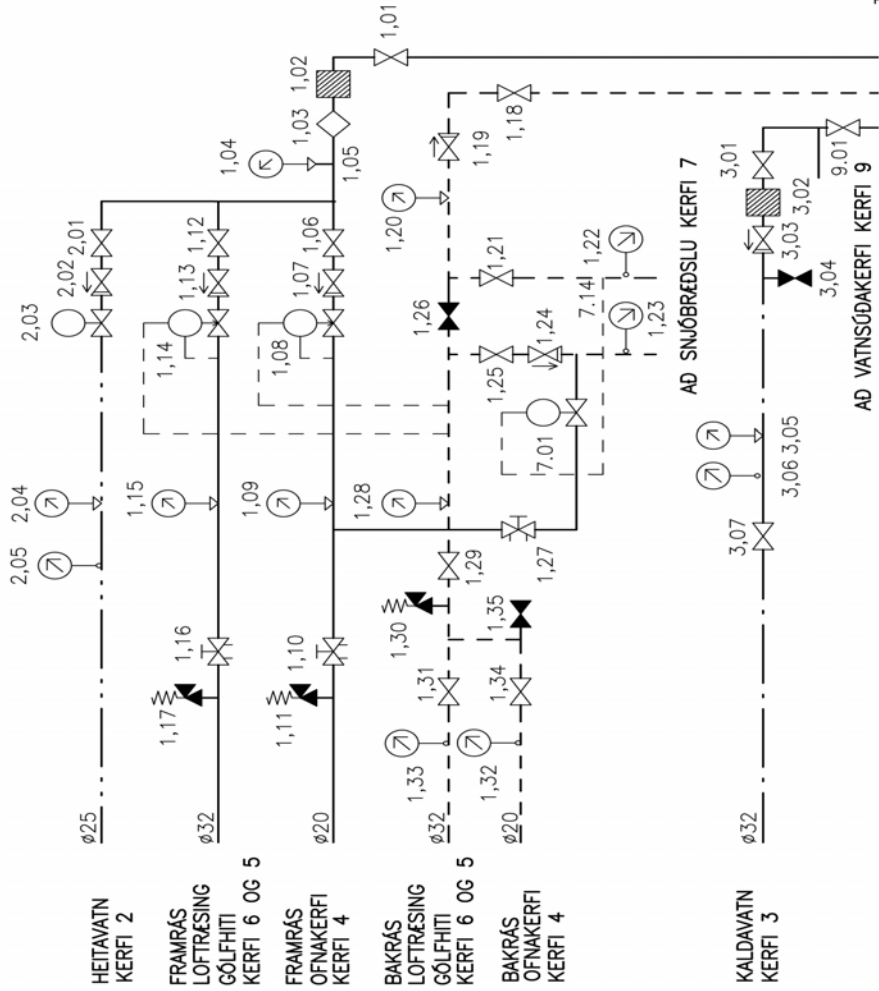 HEITAVATN
KERFI 2
FRAMRÁS
LOFTRÆSING
GÓLFHITI
KERFI 6 OG 5
FRAMRÁS
OFNAKERFI
KERFI 4
BAKRÁS
LOFTRÆSING
GÓLFHITI
KERFI 6 OG 5
BAKRÁS
OFNAKERFI
KERFI 4
KALDAVATN
KERFI 3
ø25
2,05
2,04
2,03
2,02
2,01
ø32
1,17
1,16
1,15
1,14
1,13
1,12
ø20
1,11
1,10
1,09
1,08
1,07
1,06
1,05
1,04
1,03
1,02
1,01
ø32
1,33
1,31
1,30
1,29
1,28
1,26
1,20
1,19
1,18
ø20
1,32
1,34
1,35
1,27
7.01
1,25
1,24
1,21
7.14
1,22
1,23
AÐ SNJÓBRÆÐSLU KERFI 7
ø32
3,07
3,06
3,05
3,04
3,03
3,02
3,01
9.01
AÐ VATNSÚÐAKERFI KERFI 9